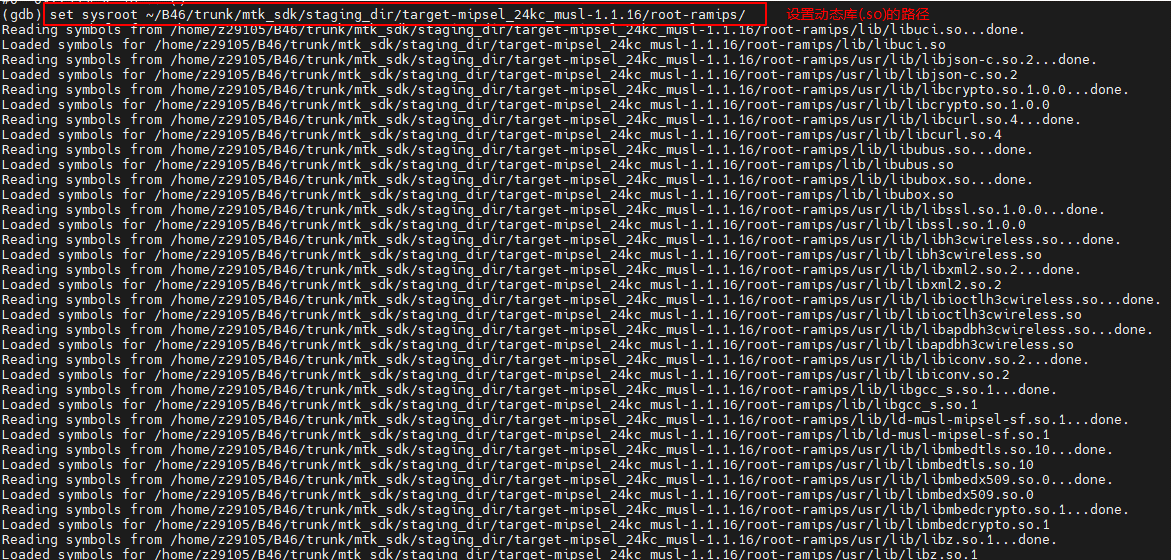 (gdb) set sysroot ~/B46/trunk/mtk_sdk/staging_dir/target-mipsel_24kc_musl-1.1.16/root-ramips/ 设置动态库(.so)的路径
Reading symbols from /home/z29105/B46/trunk/mtk_sdk/staging_dir/target-mipsel_24kc_musl-1.1.16/root-ramips/lib/libuci.so...done.
Loaded symbols for /home/z29105/B46/trunk/mtk_sdk/staging_dir/target-mipsel_24kc_musl-1.1.16/root-ramips/lib/libuci.so
Reading symbols from /home/z29105/B46/trunk/mtk_sdk/staging_dir/target-mipsel_24kc_musl-1.1.16/root-ramips/usr/lib/libjson-c.so.2...done.
Loaded symbols for /home/z29105/B46/trunk/mtk_sdk/staging_dir/target-mipsel_24kc_musl-1.1.16/root-ramips/usr/lib/libjson-c.so.2
Reading symbols from /home/z29105/B46/trunk/mtk_sdk/staging_dir/target-mipsel_24kc_musl-1.1.16/root-ramips/usr/lib/libcrypto.so.1.0.0...done.
Loaded symbols for /home/z29105/B46/trunk/mtk_sdk/staging_dir/target-mipsel_24kc_musl-1.1.16/root-ramips/usr/lib/libcrypto.so.1.0.0
Reading symbols from /home/z29105/B46/trunk/mtk_sdk/staging_dir/target-mipsel_24kc_musl-1.1.16/root-ramips/usr/lib/libcurl.so.4...done.
Loaded symbols for /home/z29105/B46/trunk/mtk_sdk/staging_dir/target-mipsel_24kc_musl-1.1.16/root-ramips/usr/lib/libcurl.so.4
Reading symbols from /home/z29105/B46/trunk/mtk_sdk/staging_dir/target-mipsel_24kc_musl-1.1.16/root-ramips/lib/libubus.so...done.
Loaded symbols for /home/z29105/B46/trunk/mtk_sdk/staging_dir/target-mipsel_24kc_musl-1.1.16/root-ramips/lib/libubus.so
Reading symbols from /home/z29105/B46/trunk/mtk_sdk/staging_dir/target-mipsel_24kc_musl-1.1.16/root-ramips/lib/libubox.so...done.
Loaded symbols for /home/z29105/B46/trunk/mtk_sdk/staging_dir/target-mipsel_24kc_musl-1.1.16/root-ramips/lib/libubox.so
Reading symbols from /home/z29105/B46/trunk/mtk_sdk/staging_dir/target-mipsel_24kc_musl-1.1.16/root-ramips/usr/lib/libssl.so.1.0.0...done.
Loaded symbols for /home/z29105/B46/trunk/mtk_sdk/staging_dir/target-mipsel_24kc_musl-1.1.16/root-ramips/usr/lib/libssl.so.1.0.0
Reading symbols from /home/z29105/B46/trunk/mtk_sdk/staging_dir/target-mipsel_24kc_musl-1.1.16/root-ramips/usr/lib/libh3cwireless.so...done.
Loaded symbols for /home/z29105/B46/trunk/mtk_sdk/staging_dir/target-mipsel_24kc_musl-1.1.16/root-ramips/usr/lib/libh3cwireless.so
Reading symbols from /home/z29105/B46/trunk/mtk_sdk/staging_dir/target-mipsel_24kc_musl-1.1.16/root-ramips/usr/lib/libxml2.so.2...done.
Loaded symbols for /home/z29105/B46/trunk/mtk_sdk/staging_dir/target-mipsel_24kc_musl-1.1.16/root-ramips/usr/lib/libxml2.so.2
Reading symbols from /home/z29105/B46/trunk/mtk_sdk/staging_dir/target-mipsel_24kc_musl-1.1.16/root-ramips/usr/lib/libioctlh3cwireless.so...done.
Loaded symbols for /home/z29105/B46/trunk/mtk_sdk/staging_dir/target-mipsel_24kc_musl-1.1.16/root-ramips/usr/lib/libioctlh3cwireless.so
Reading symbols from /home/z29105/B46/trunk/mtk_sdk/staging_dir/target-mipsel_24kc_musl-1.1.16/root-ramips/usr/lib/libapdbh3cwireless.so...done.
Loaded symbols for /home/z29105/B46/trunk/mtk_sdk/staging_dir/target-mipsel_24kc_musl-1.1.16/root-ramips/usr/lib/libapdbh3cwireless.so
Reading symbols from /home/z29105/B46/trunk/mtk_sdk/staging_dir/target-mipsel_24kc_musl-1.1.16/root-ramips/usr/lib/libiconv.so.2...done.
Loaded symbols for /home/z29105/B46/trunk/mtk_sdk/staging_dir/target-mipsel_24kc_musl-1.1.16/root-ramips/usr/lib/libiconv.so.2
Reading symbols from /home/z29105/B46/trunk/mtk_sdk/staging_dir/target-mipsel_24kc_musl-1.1.16/root-ramips/lib/libgcc_s.so.1...done.
Loaded symbols for /home/z29105/B46/trunk/mtk_sdk/staging_dir/target-mipsel_24kc_musl-1.1.16/root-ramips/lib/libgcc_s.so.1
Reading symbols from /home/z29105/B46/trunk/mtk_sdk/staging_dir/target-mipsel_24kc_musl-1.1.16/root-ramips/lib/ld-musl-mipsel-sf.so.1...done.
Loaded symbols for /home/z29105/B46/trunk/mtk_sdk/staging_dir/target-mipsel_24kc_musl-1.1.16/root-ramips/lib/ld-musl-mipsel-sf.so.1
Reading symbols from /home/z29105/B46/trunk/mtk_sdk/staging_dir/target-mipsel_24kc_musl-1.1.16/root-ramips/usr/lib/libmbedtls.so.10...done.
Loaded symbols for /home/z29105/B46/trunk/mtk_sdk/staging_dir/target-mipsel_24kc_musl-1.1.16/root-ramips/usr/lib/libmbedtls.so.10
Reading symbols from /home/z29105/B46/trunk/mtk_sdk/staging_dir/target-mipsel_24kc_musl-1.1.16/root-ramips/usr/lib/libmbedx509.so.0...done.
Loaded symbols for /home/z29105/B46/trunk/mtk_sdk/staging_dir/target-mipsel_24kc_musl-1.1.16/root-ramips/usr/lib/libmbedx509.so.0
Reading symbols from /home/z29105/B46/trunk/mtk_sdk/staging_dir/target-mipsel_24kc_musl-1.1.16/root-ramips/usr/lib/libmbedcrypto.so.1...done.
Loaded symbols for /home/z29105/B46/trunk/mtk_sdk/staging_dir/target-mipsel_24kc_musl-1.1.16/root-ramips/usr/lib/libmbedcrypto.so.1
Reading symbols from /home/z29105/B46/trunk/mtk_sdk/staging_dir/target-mipsel_24kc_musl-1.1.16/root-ramips/usr/lib/libz.so.1...done.
Loaded symbols for /home/z29105/B46/trunk/mtk_sdk/staging_dir/target-mipsel_24kc_musl-1.1.16/root-ramips/usr/lib/libz.so.1